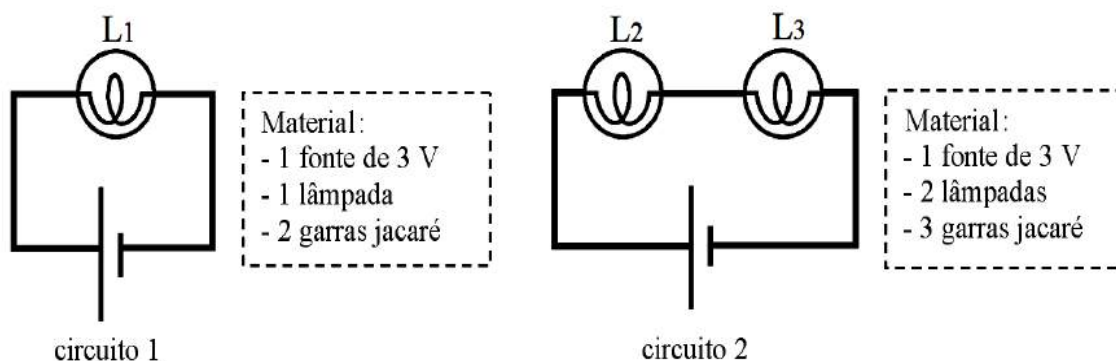 L1
Material:
- 1 fonte de 3 V
- 1 lâmpada
- 2 garras jacaré
circuito 1
L2
L3
Material:
- 1 fonte de 3 V
- 2 lâmpadas
- 3 garras jacaré
circuito 2